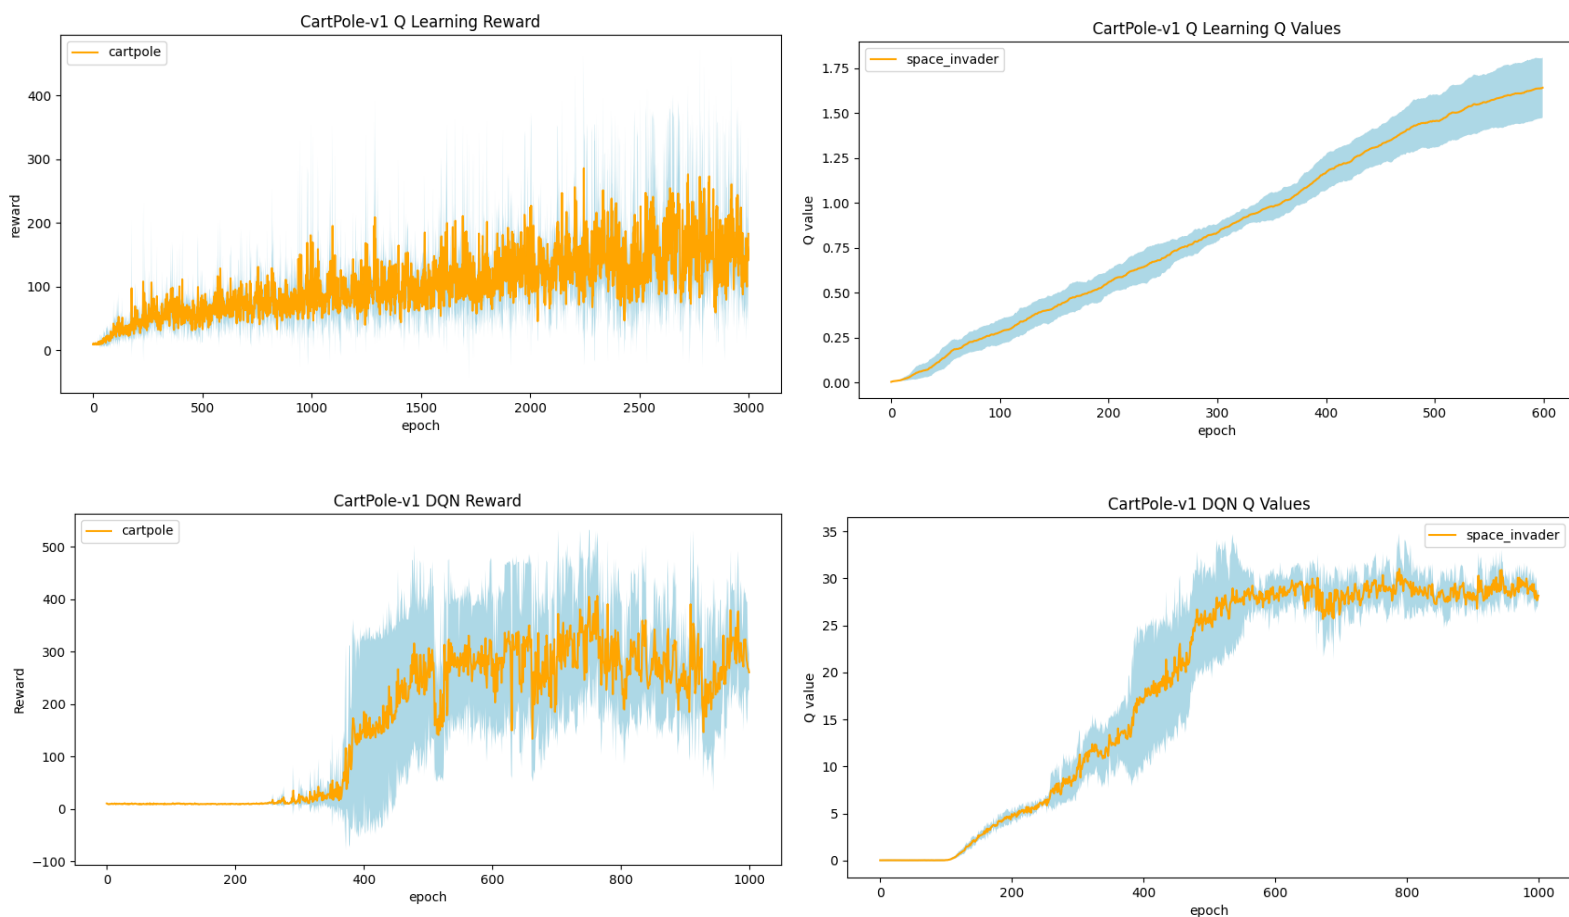 CartPole-v1 Q Learning Reward
cartpole
400
300
200
100
0
reward
0 500 1000 1500 2000 2500 3000
epoch
CartPole-v1 Q Learning Q Values
space_invader
1.75
1.50
1.25
1.00
0.75
0.50
0.25
0.00
Q value
0 100 200 300 400 500 600
epoch
CartPole-v1 DQN Reward
cartpole
500
400
300
200
100
0
−100
Reward
0 200 400 600 800 1000
epoch
CartPole-v1 DQN Q Values
space_invader
35
30
25
20
15
10
5
0
Q value
0 200 400 600 800 1000
epoch